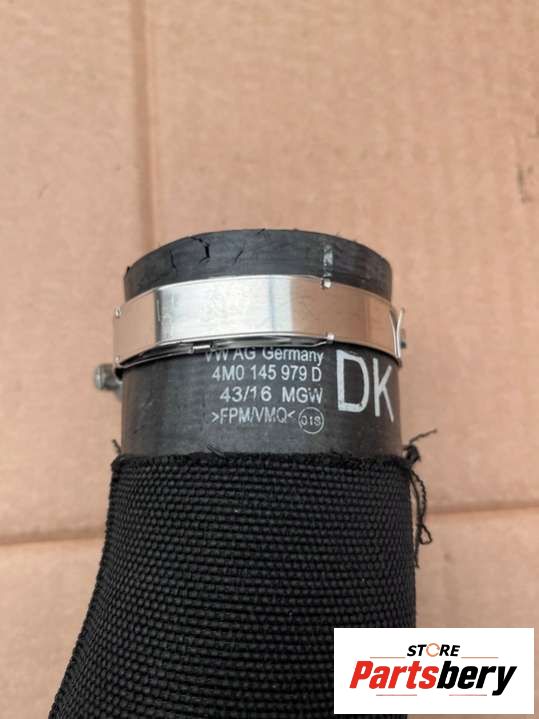 VW AG Germany
4M0 145 979 D
43/16 MGW
>FPM/VMQ<
DK
STORE
Partsbery